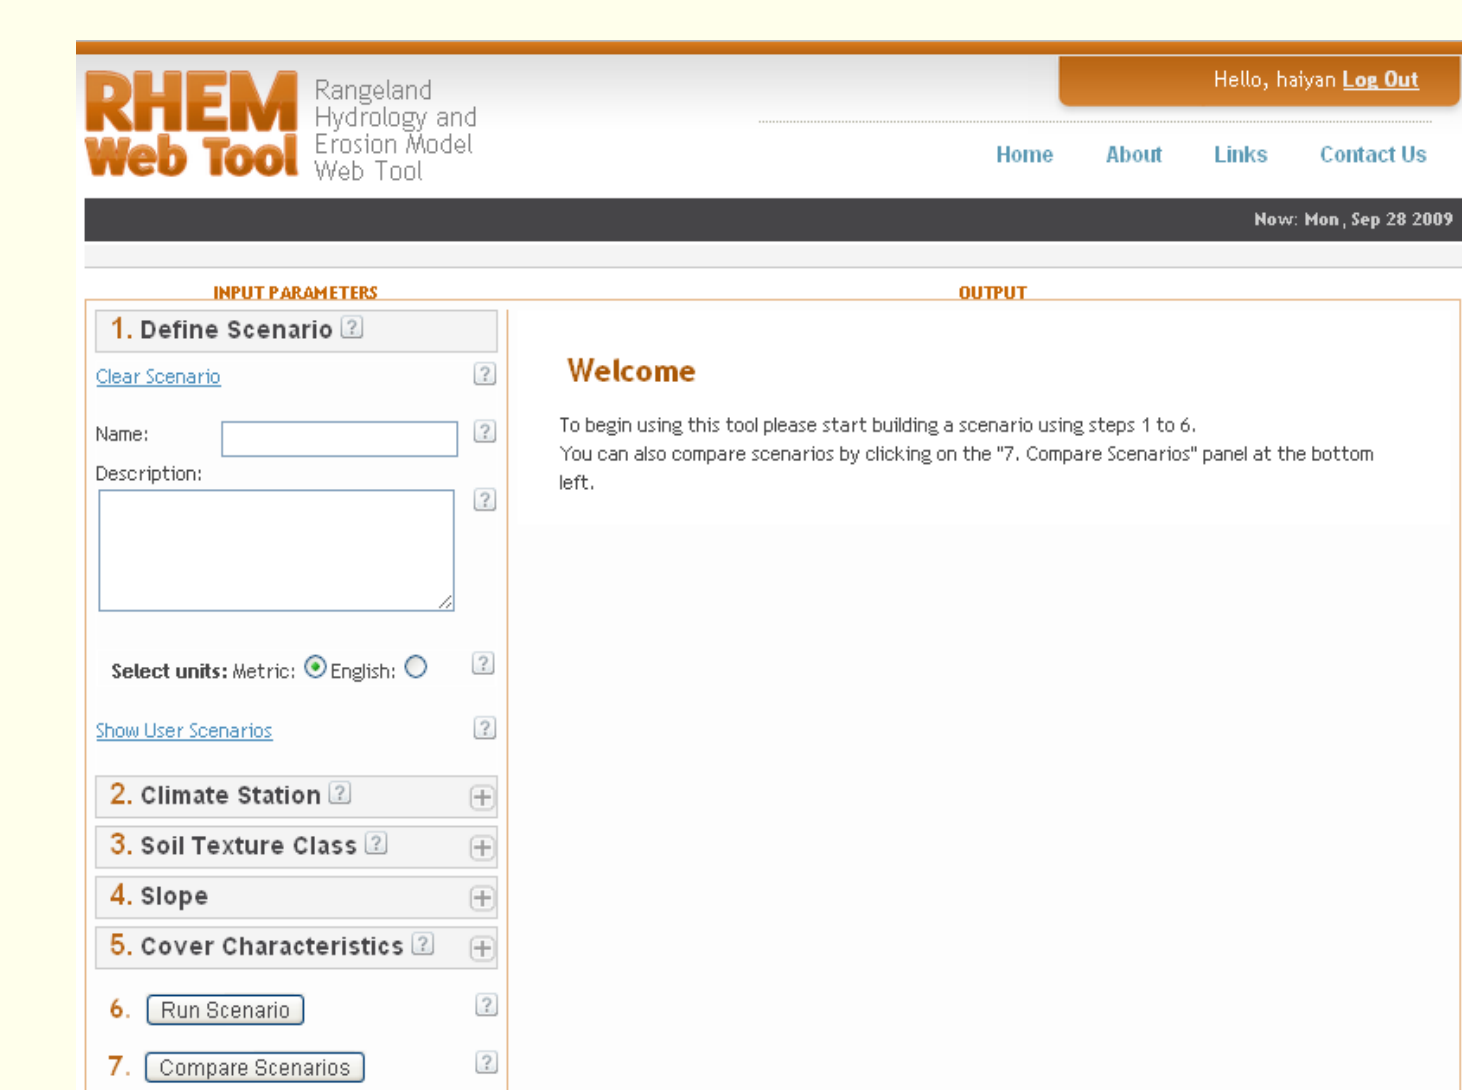 RHEM
Web Tool
Rangeland
Hydrology and
Erosion Model
Web Tool
Hello, haiyan Log Out
Home About Links Contact Us
Now: Mon, Sep 28 2009
INPUT PARAMETERS
OUTPUT
1. Define Scenario ?
Clear Scenario ?
Name: ?
Description:
?
Select units: Metric: English: ?
Show User Scenarios ?
2. Climate Station ? +
3. Soil Texture Class ? +
4. Slope +
5. Cover Characteristics ? +
6. Run Scenario ?
7. Compare Scenarios ?
Welcome
To begin using this tool please start building a scenario using steps 1 to 6.
You can also compare scenarios by clicking on the "7. Compare Scenarios" panel at the bottom
left.